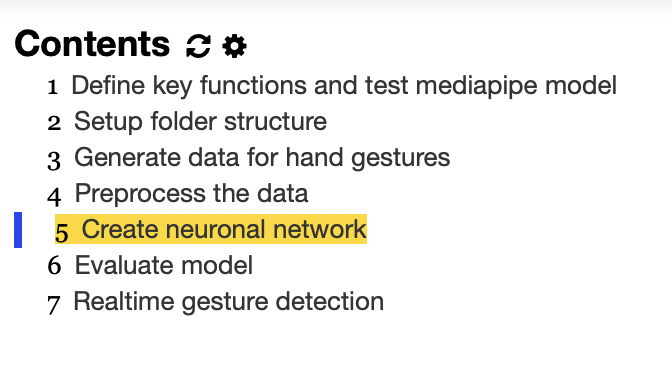 Contents
1 Define key functions and test mediapipe model
2 Setup folder structure
3 Generate data for hand gestures
4 Preprocess the data
5 Create neuronal network
6 Evaluate model
7 Realtime gesture detection